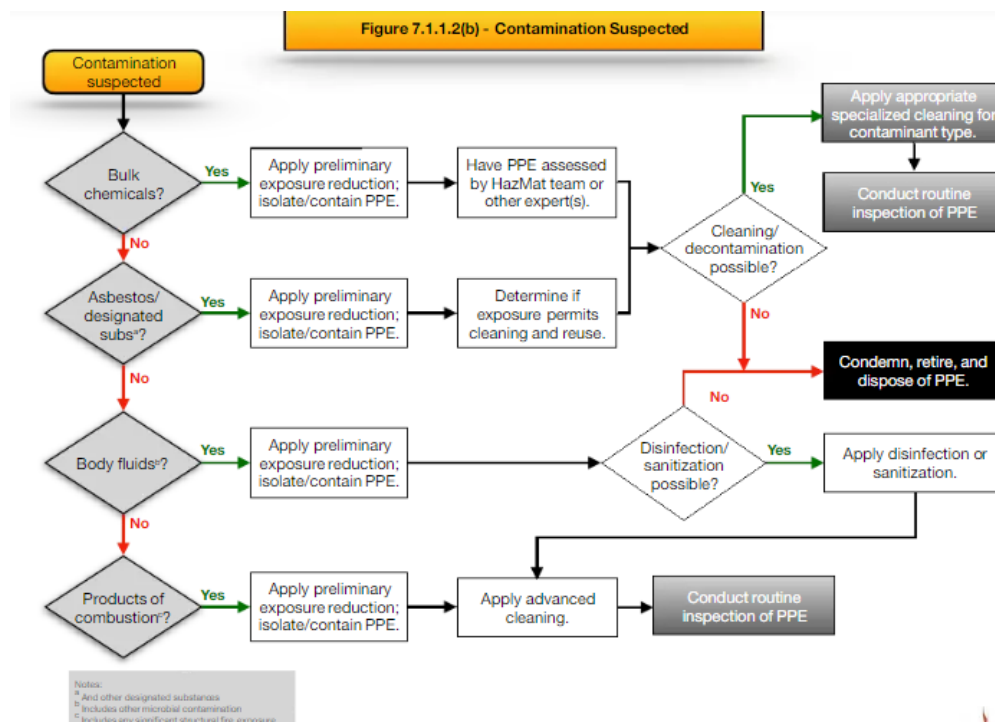 Figure 7.1.1.2(b) - Contamination Suspected
Contamination
suspected
Bulk
chemicals?
Yes
Apply preliminary
exposure reduction;
isolate/contain PPE.
Have PPE assessed
by HazMat team or
other expert(s).
No
Asbestos/
designated
subsᵃ?
Yes
Apply preliminary
exposure reduction;
isolate/contain PPE.
Determine if
exposure permits
cleaning and reuse.
Cleaning/
decontamination
possible?
Yes
Apply appropriate
specialized cleaning for
contaminant type.
Conduct routine
inspection of PPE
No
Condemn, retire, and
dispose of PPE.
No
Body fluidsᵇ?
Yes
Apply preliminary
exposure reduction;
isolate/contain PPE.
Disinfection/
sanitization
possible?
No
Yes
Apply disinfection or
sanitization.
No
Products of
combustionᶜ?
Yes
Apply preliminary
exposure reduction;
isolate/contain PPE.
Apply advanced
cleaning.
Conduct routine
inspection of PPE
Notes:
ᵃ And other designated substances
ᵇ Includes other microbial contamination
ᶜ Includes any significant structural fire exposure